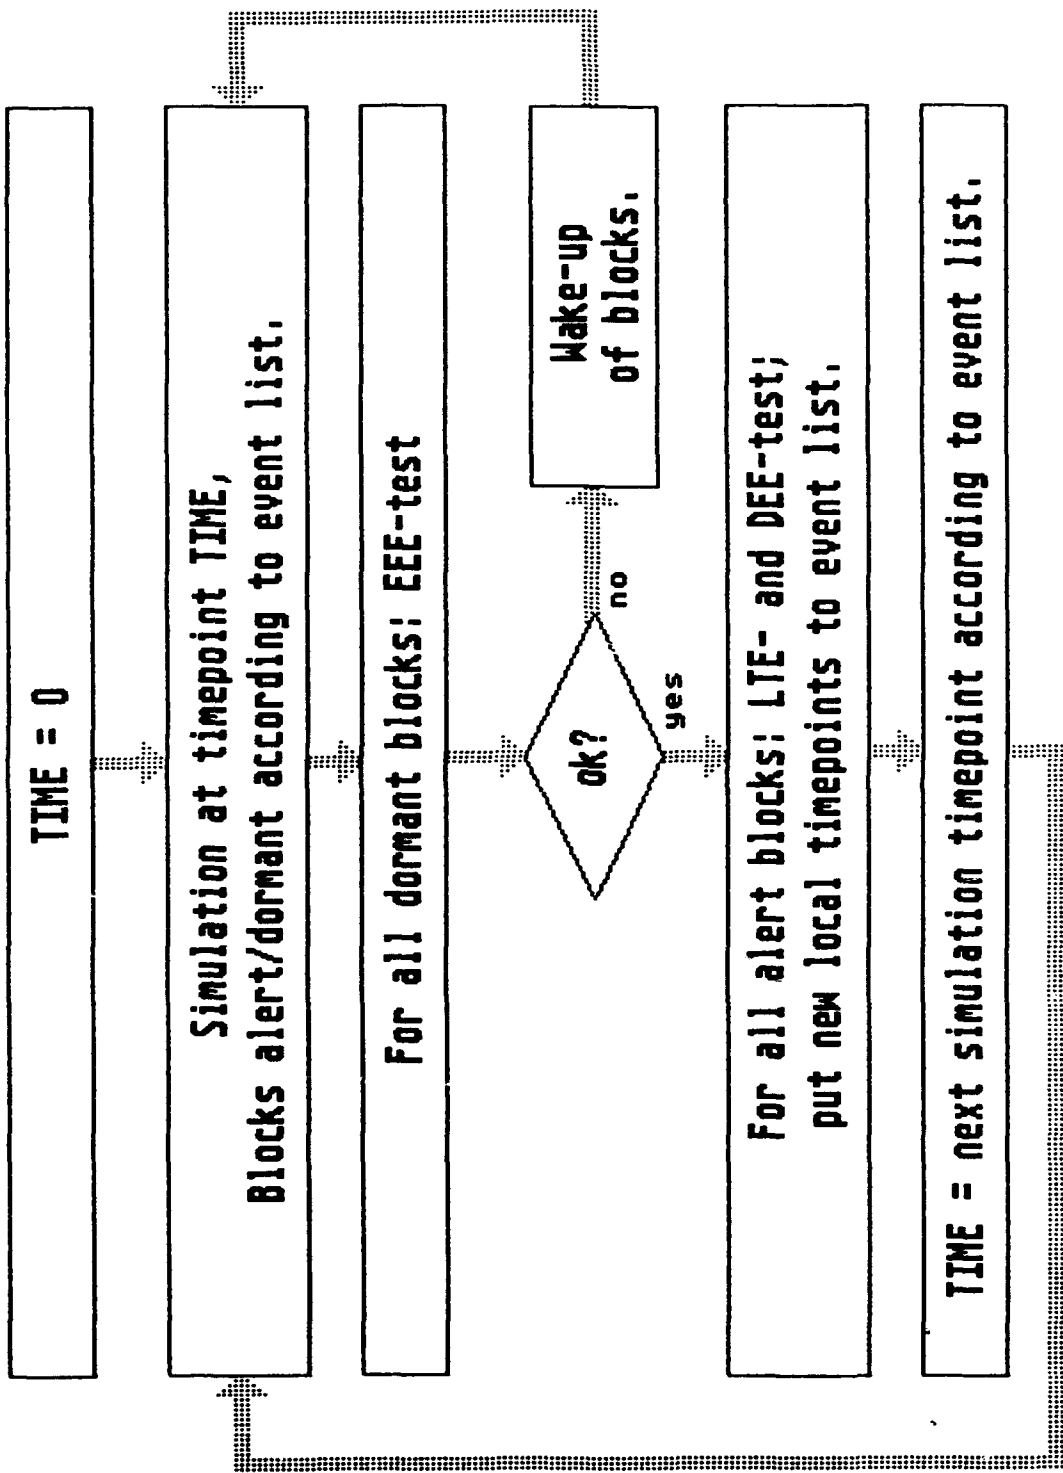 TIME = 0
Simulation at timepoint TIME,
Blocks alert/dormant according to event list.
For all dormant blocks: EEE-test
ok?
no
yes
Wake-up
of blocks.
For all alert blocks: LTE- and DEE-test;
put new local timepoints to event list.
TIME = next simulation timepoint according to event list.